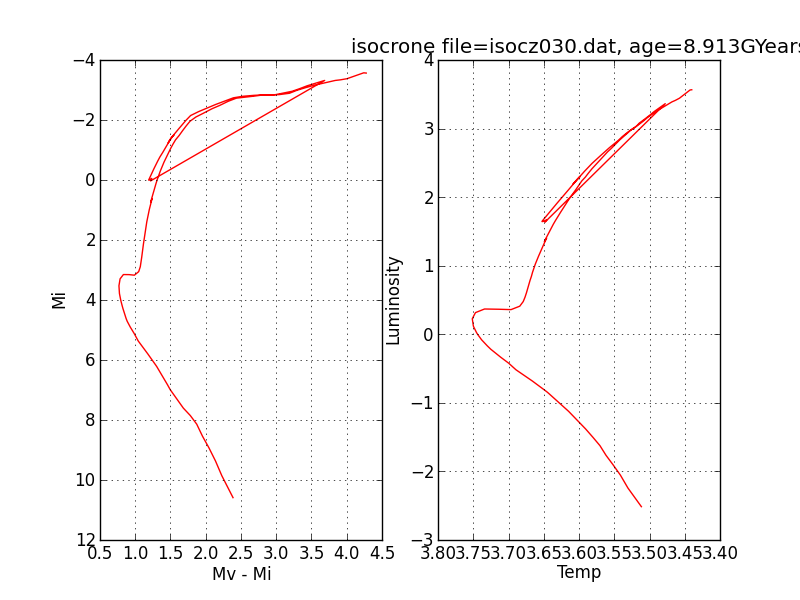 isocrone file=isocz030.dat, age=8.913GYears
−4
−2
0
2
4
6
8
10
12
0.5 1.0 1.5 2.0 2.5 3.0 3.5 4.0 4.5
Mv - Mi
Mi
4
3
2
1
0
−1
−2
−3
3.80 3.75 3.70 3.65 3.60 3.55 3.50 3.45 3.40
Temp
Luminosity